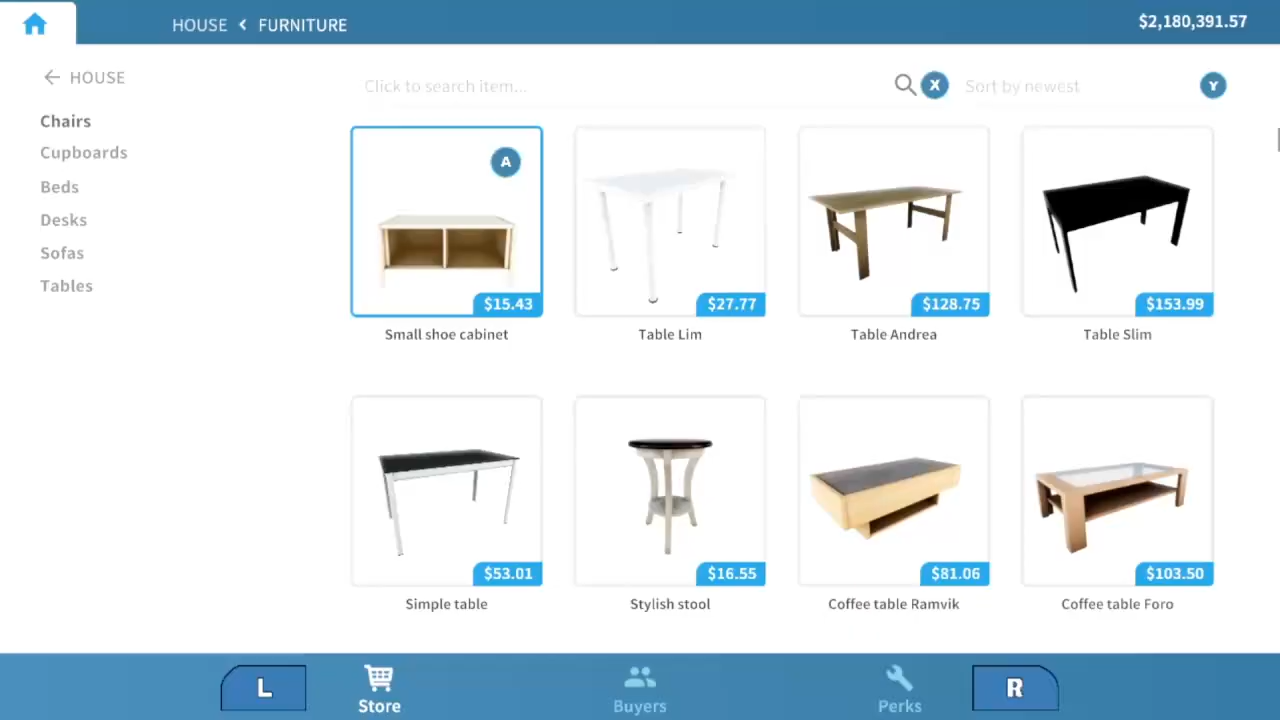 HOUSE < FURNITURE
$2,180,391.57
← HOUSE
Click to search item...
X
Sort by newest
Y
Chairs
Cupboards
Beds
Desks
Sofas
Tables
A
$15.43
$27.77
$128.75
$153.99
Small shoe cabinet
Table Lim
Table Andrea
Table Slim
$53.01
$16.55
$81.06
$103.50
Simple table
Stylish stool
Coffee table Ramvik
Coffee table Foro
L
Store
Buyers
Perks
R